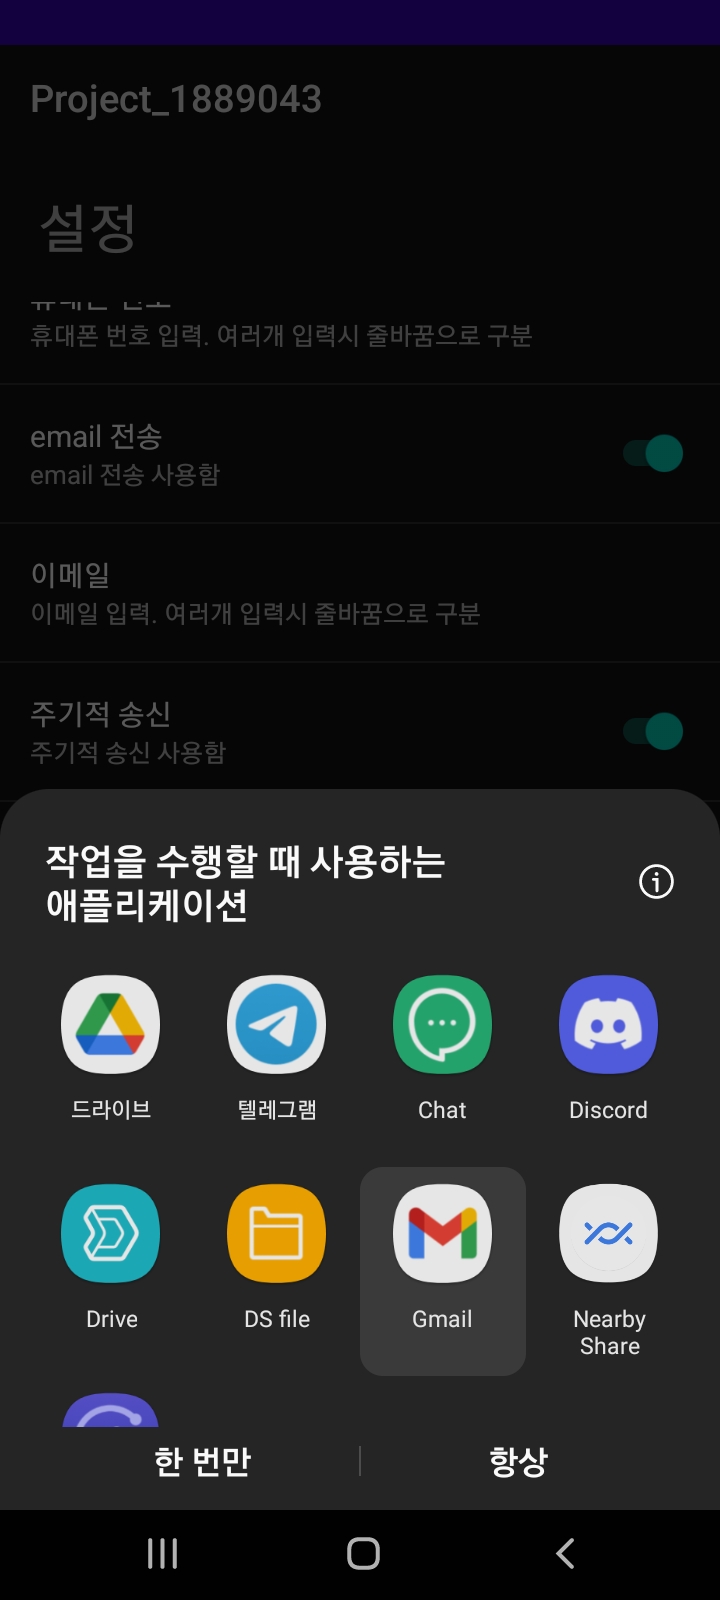 Project_1889043
설정
휴대폰 번호
휴대폰 번호 입력. 여러개 입력시 줄바꿈으로 구분
email 전송
email 전송 사용함
이메일
이메일 입력. 여러개 입력시 줄바꿈으로 구분
주기적 송신
주기적 송신 사용함
작업을 수행할 때 사용하는
애플리케이션
드라이브
텔레그램
Chat
Discord
Drive
DS file
Gmail
Nearby
Share
한 번만
항상